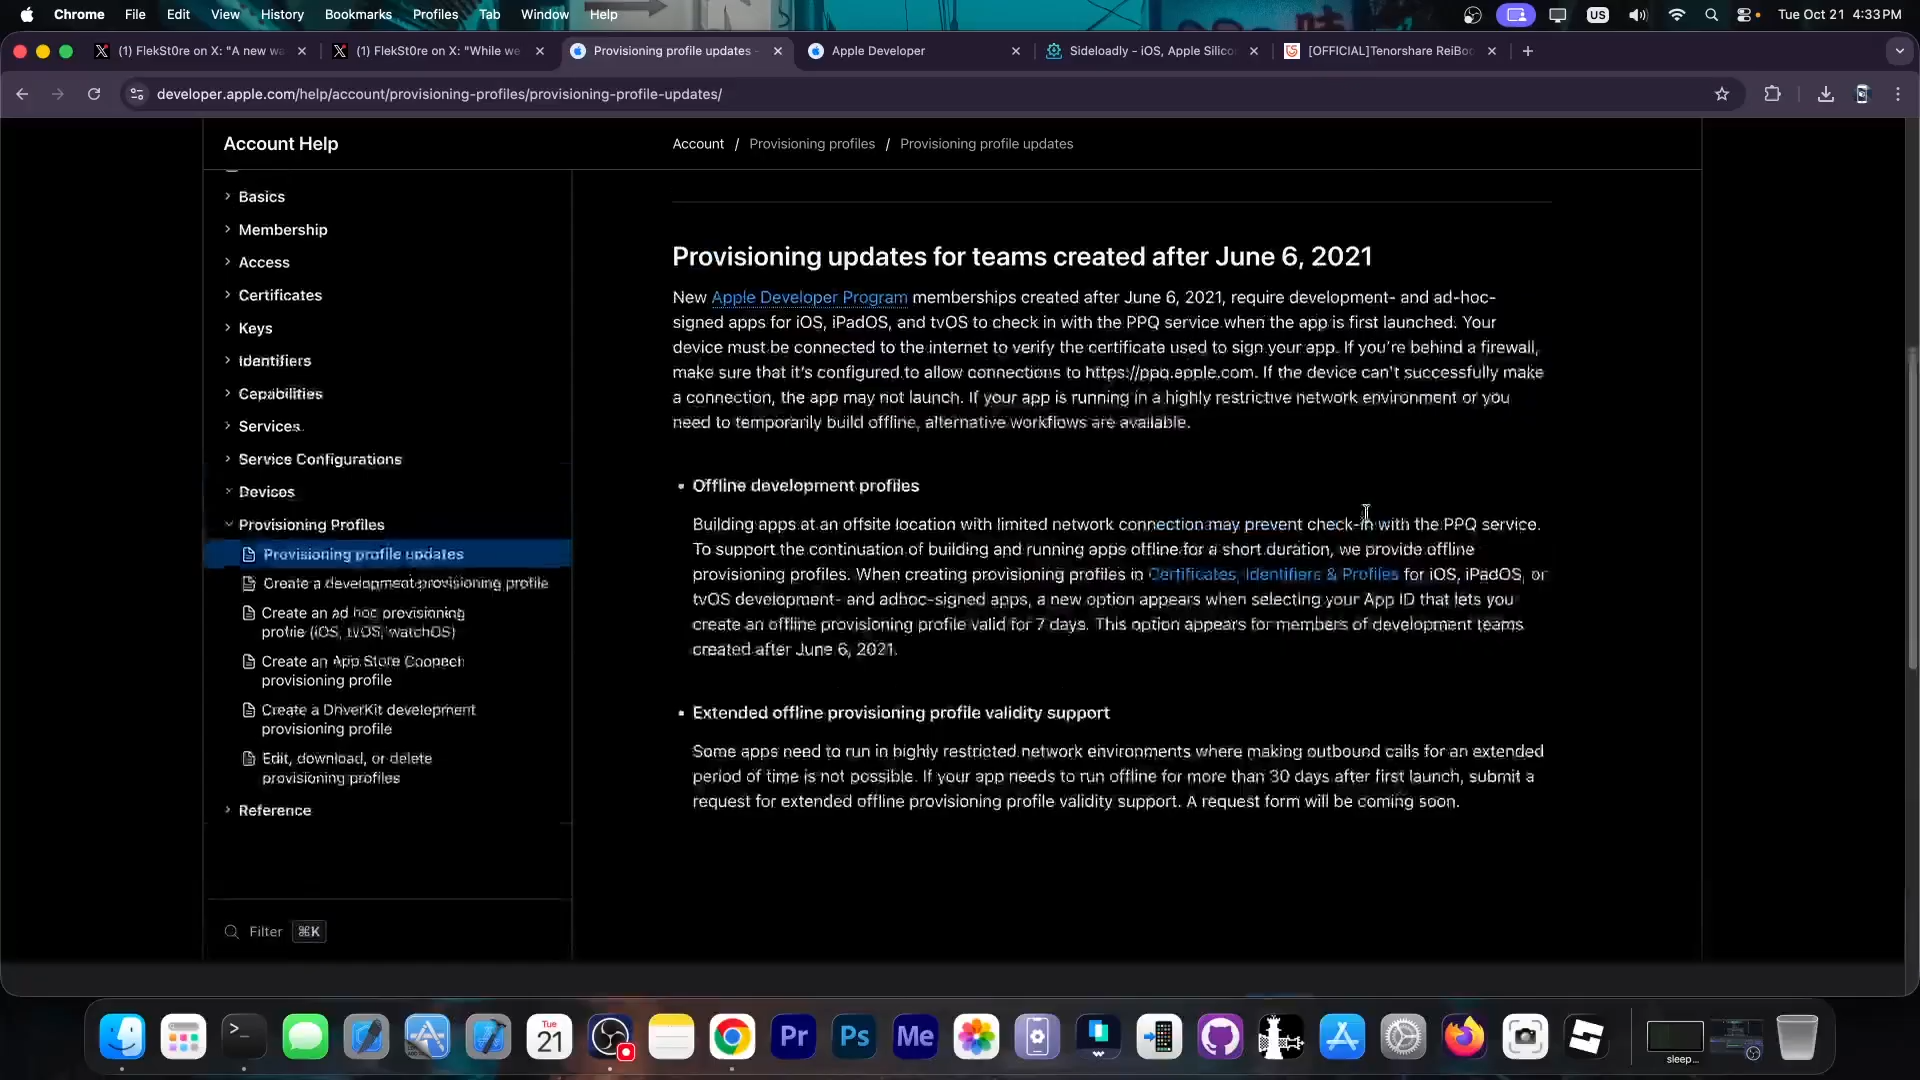 Chrome File Edit View History Bookmarks Profiles Tab Window Help US Tue Oct 21 4:33 PM
(1) FlekSt0re on X: "A new wa
(1) FlekSt0re on X: "While we
Provisioning profile updates -
Apple Developer
Sideloadly - iOS, Apple Silico
[OFFICIAL]Tenorshare ReiBoo
developer.apple.com/help/account/provisioning-profiles/provisioning-profile-updates/
Account Help
Account / Provisioning profiles / Provisioning profile updates
Basics
Membership
Access
Certificates
Keys
Identifiers
Capabilities
Services
Service Configurations
Devices
Provisioning Profiles
Provisioning profile updates
Create a development provisioning profile
Create an ad hoc provisioning
profile (iOS, tvOS, watchOS)
Create an App Store Connect
provisioning profile
Create a DriverKit development
provisioning profile
Edit, download, or delete
provisioning profiles
Reference
Filter ⌘K
Provisioning updates for teams created after June 6, 2021
New Apple Developer Program memberships created after June 6, 2021, require development- and ad-hoc-
signed apps for iOS, iPadOS, and tvOS to check in with the PPQ service when the app is first launched. Your
device must be connected to the internet to verify the certificate used to sign your app. If you're behind a firewall,
make sure that it's configured to allow connections to https://ppq.apple.com. If the device can't successfully make
a connection, the app may not launch. If your app is running in a highly restrictive network environment or you
need to temporarily build offline, alternative workflows are available.
Offline development profiles
Building apps at an offsite location with limited network connection may prevent check-in with the PPQ service.
To support the continuation of building and running apps offline for a short duration, we provide offline
provisioning profiles. When creating provisioning profiles in Certificates, Identifiers & Profiles for iOS, iPadOS, or
tvOS development- and adhoc-signed apps, a new option appears when selecting your App ID that lets you
create an offline provisioning profile valid for 7 days. This option appears for members of development teams
created after June 6, 2021.
Extended offline provisioning profile validity support
Some apps need to run in highly restricted network environments where making outbound calls for an extended
period of time is not possible. If your app needs to run offline for more than 30 days after first launch, submit a
request for extended offline provisioning profile validity support. A request form will be coming soon.
Tue
21
Pr
Ps
Me
sleep...